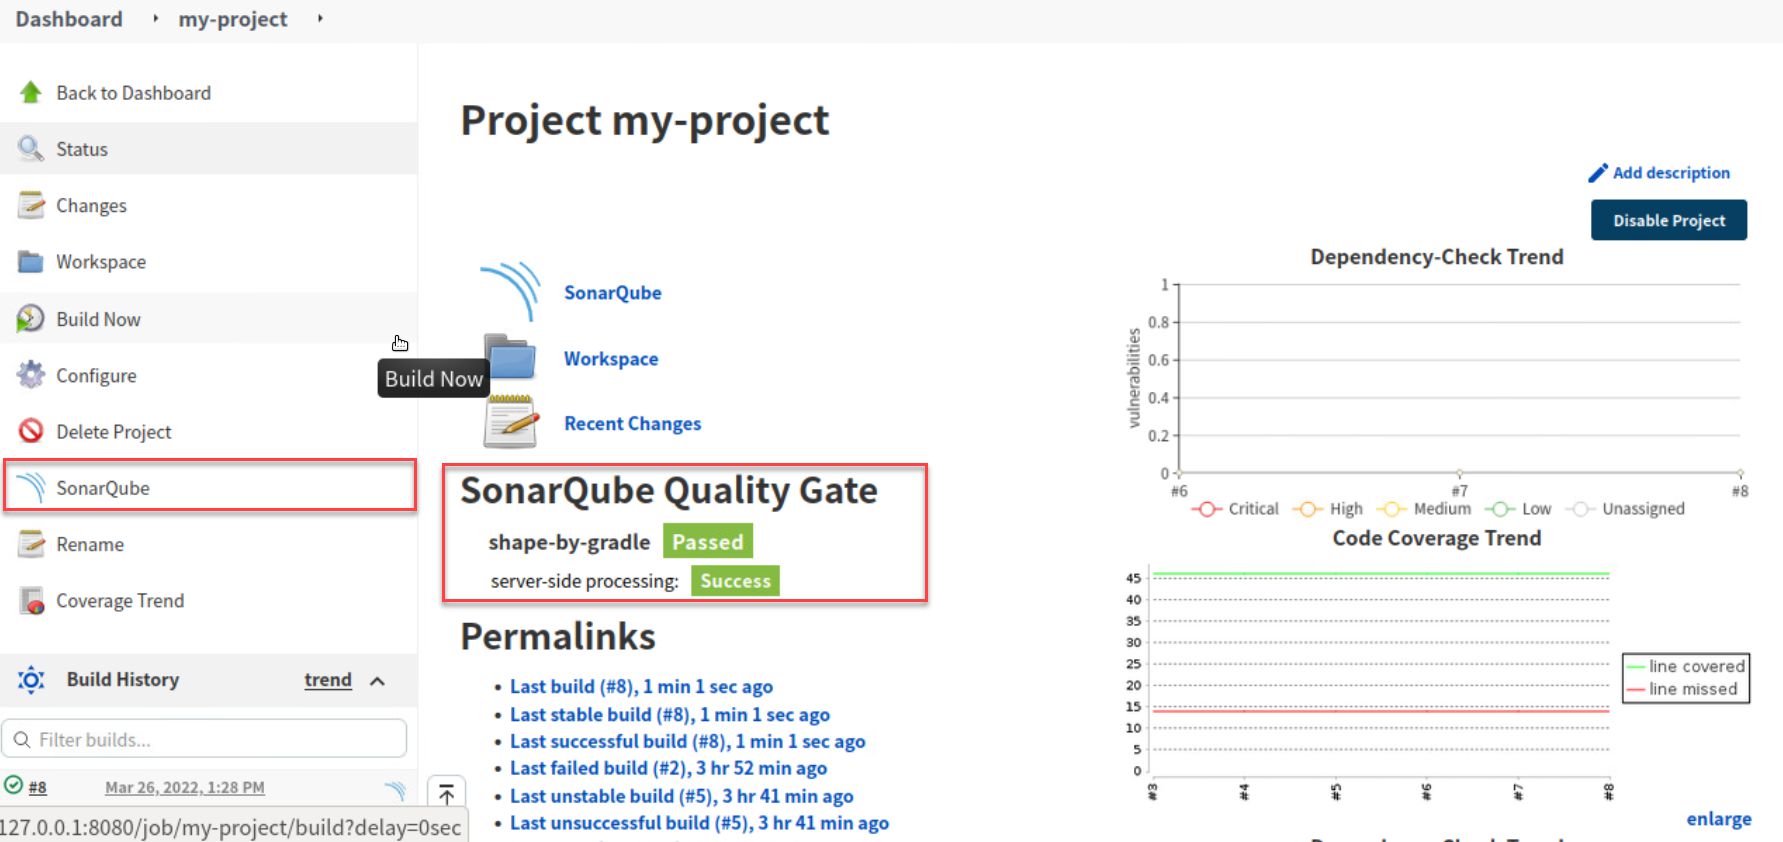 Dashboard ‣ my-project ‣
Back to Dashboard
Status
Changes
Workspace
Build Now
Configure
Delete Project
SonarQube
Rename
Coverage Trend
Build History
trend
Filter builds...
#8
Mar 26, 2022, 1:28 PM
127.0.0.1:8080/job/my-project/build?delay=0sec
Build Now
Project my-project
Add description
Disable Project
SonarQube
Workspace
Recent Changes
SonarQube Quality Gate
shape-by-gradle Passed
server-side processing: Success
Permalinks
• Last build (#8), 1 min 1 sec ago
• Last stable build (#8), 1 min 1 sec ago
• Last successful build (#8), 1 min 1 sec ago
• Last failed build (#2), 3 hr 52 min ago
• Last unstable build (#5), 3 hr 41 min ago
• Last unsuccessful build (#5), 3 hr 41 min ago
Dependency-Check Trend
vulnerabilities
1
0.8
0.6
0.4
0.2
0
#6 #7 #8
Critical High Medium Low Unassigned
Code Coverage Trend
45
40
35
30
25
20
15
10
5
0
#3 #4 #5 #6 #7 #8
line covered
line missed
enlarge